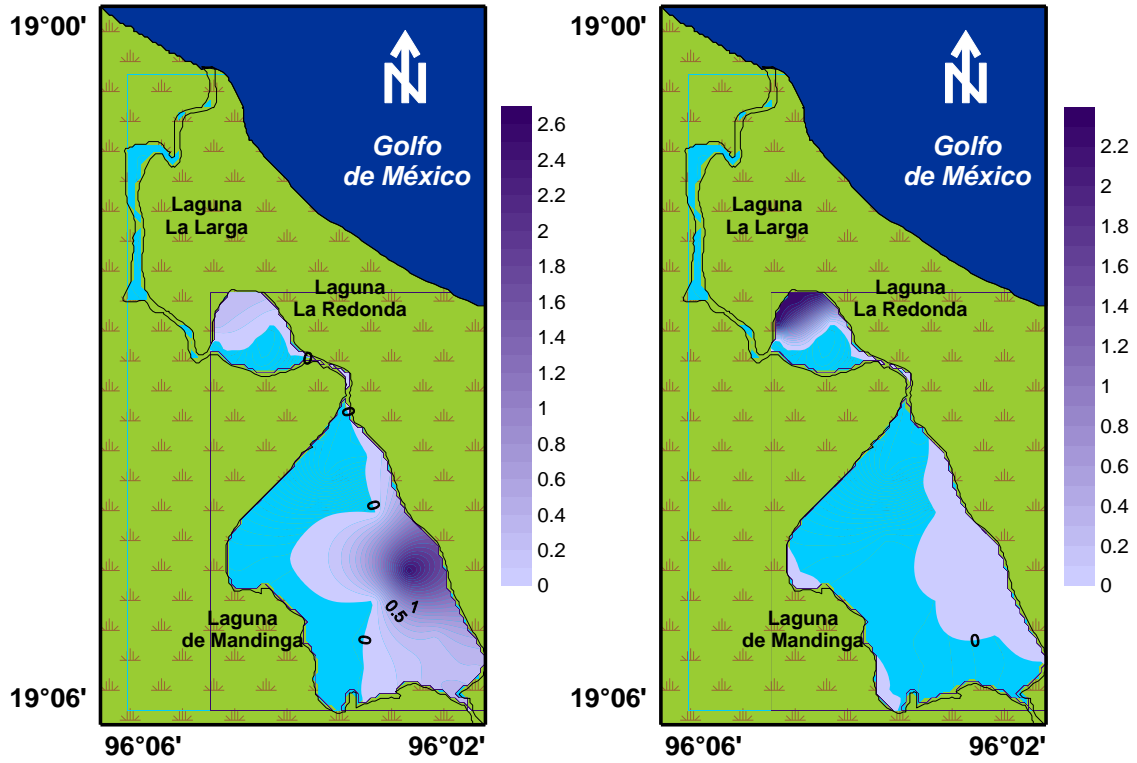 19°00'
N
Golfo
de México
Laguna
La Larga
Laguna
La Redonda
0
0
0
1
0.5
0
Laguna
de Mandinga
19°06'
96°06'
96°02'
2.6
2.4
2.2
2
1.8
1.6
1.4
1.2
1
0.8
0.6
0.4
0.2
0
19°00'
N
Golfo
de México
Laguna
La Larga
Laguna
La Redonda
Laguna
de Mandinga
0
19°06'
96°06'
96°02'
2.2
2
1.8
1.6
1.4
1.2
1
0.8
0.6
0.4
0.2
0